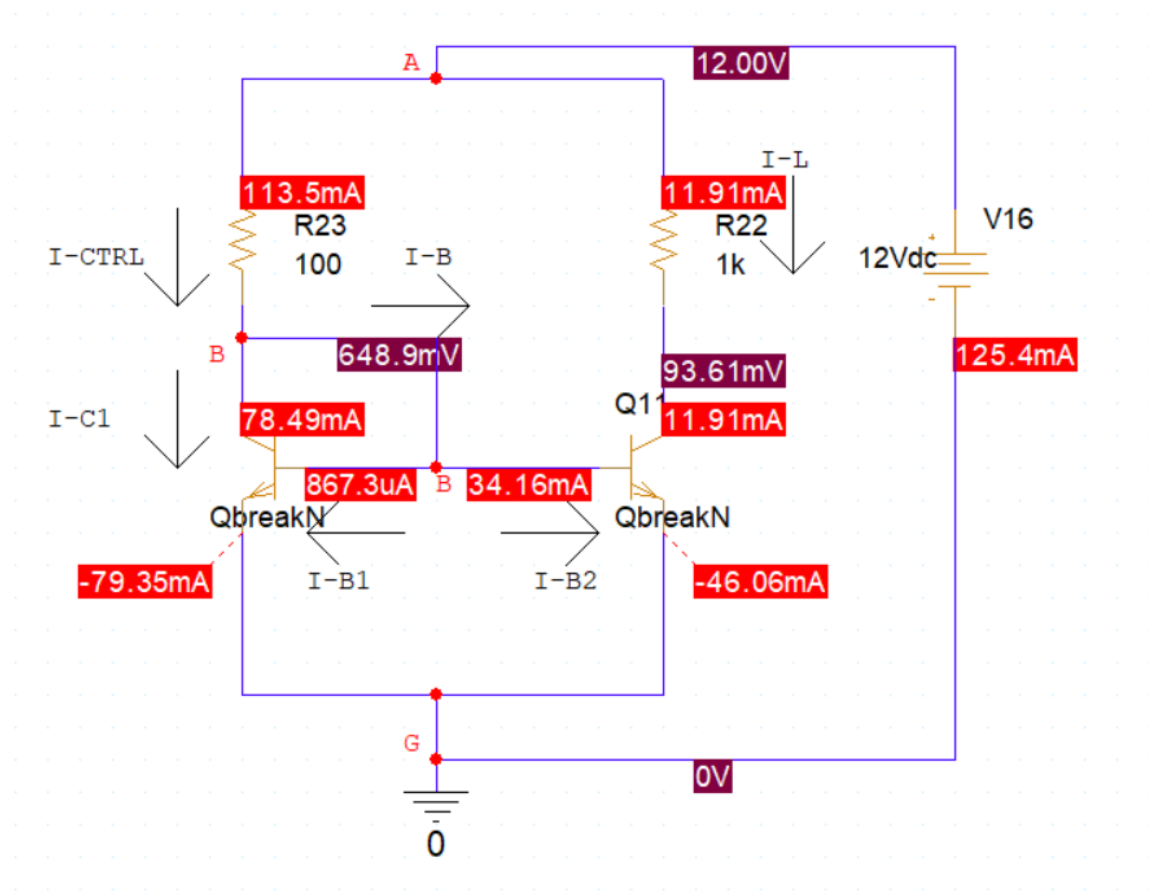 A
12.00V
I-L
113.5mA
11.91mA
R23
R22
V16
I-CTRL
100
I-B
1k
12Vdc
+
-
B
648.9mV
93.61mV
125.4mA
Q11
I-C1
78.49mA
11.91mA
867.3uA
B
34.16mA
QbreakN
QbreakN
-79.35mA
I-B1
I-B2
-46.06mA
G
0V
0